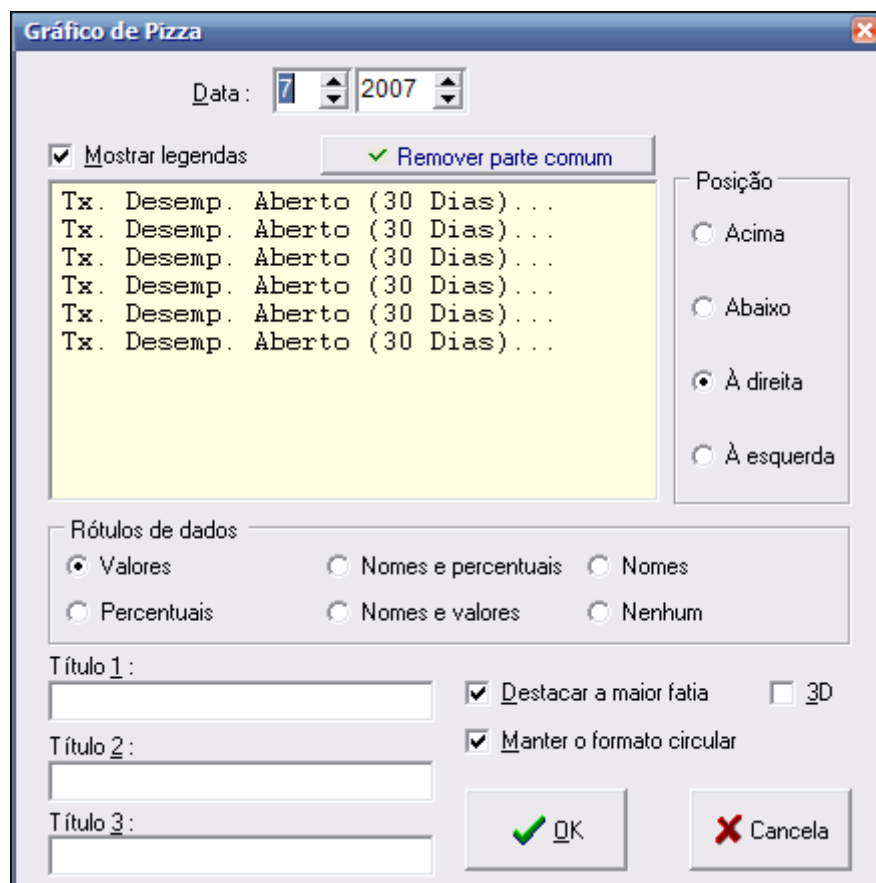 Gráfico de Pizza
Data : 7 2007
Mostrar legendas
Remover parte comum
Tx. Desemp. Aberto (30 Dias)...
Tx. Desemp. Aberto (30 Dias)...
Tx. Desemp. Aberto (30 Dias)...
Tx. Desemp. Aberto (30 Dias)...
Tx. Desemp. Aberto (30 Dias)...
Tx. Desemp. Aberto (30 Dias)...
Posição
Acima
Abaixo
À direita
À esquerda
Rótulos de dados
Valores Nomes e percentuais Nomes
Percentuais Nomes e valores Nenhum
Título 1 :
Destacar a maior fatia 3D
Manter o formato circular
Título 2 :
Título 3 :
OK Cancela